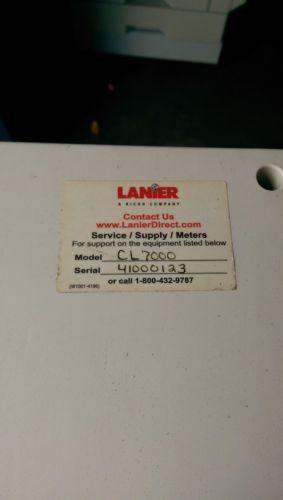 LANIER
A RICOH COMPANY
Contact Us
www.LanierDirect.com
Service / Supply / Meters
For support on the equipment listed below
Model CL7000
Serial 41000123
or call 1-800-432-9787